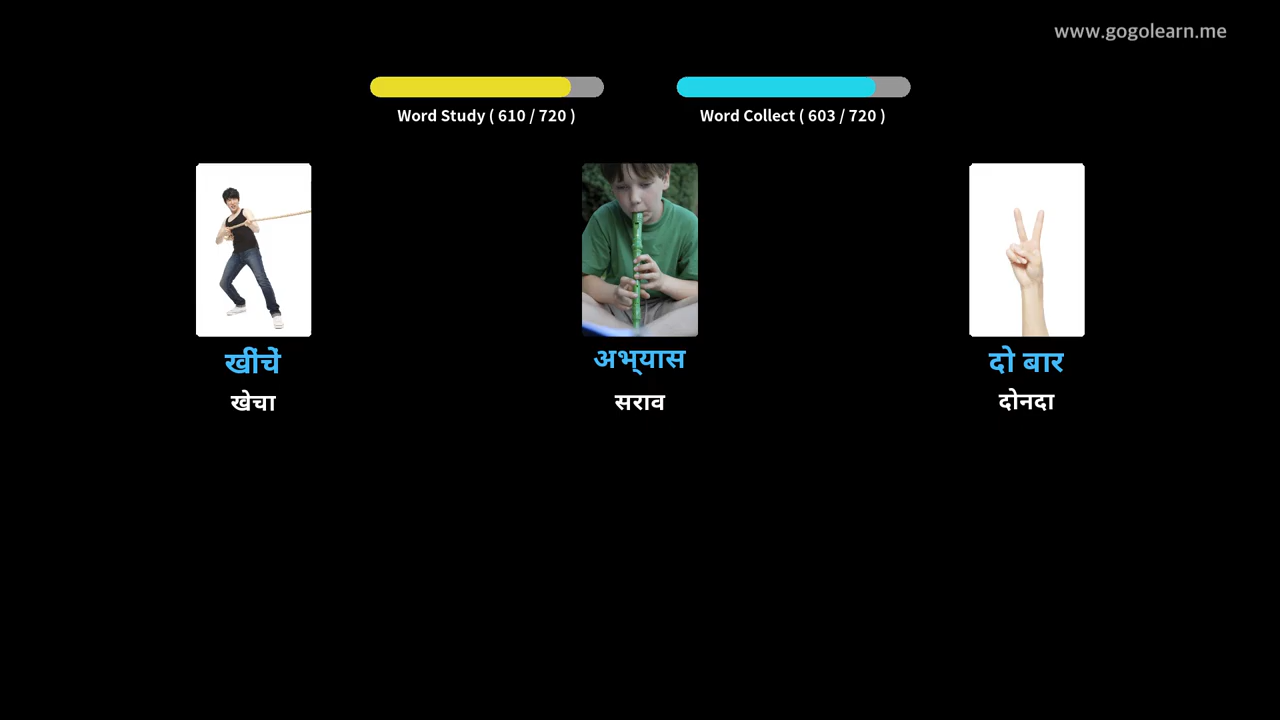 www.gogolearn.me
Word Study ( 610 / 720 )
Word Collect ( 603 / 720 )
खींचें
अभ्यास
दो बार
खेचा
सराव
दोनदा